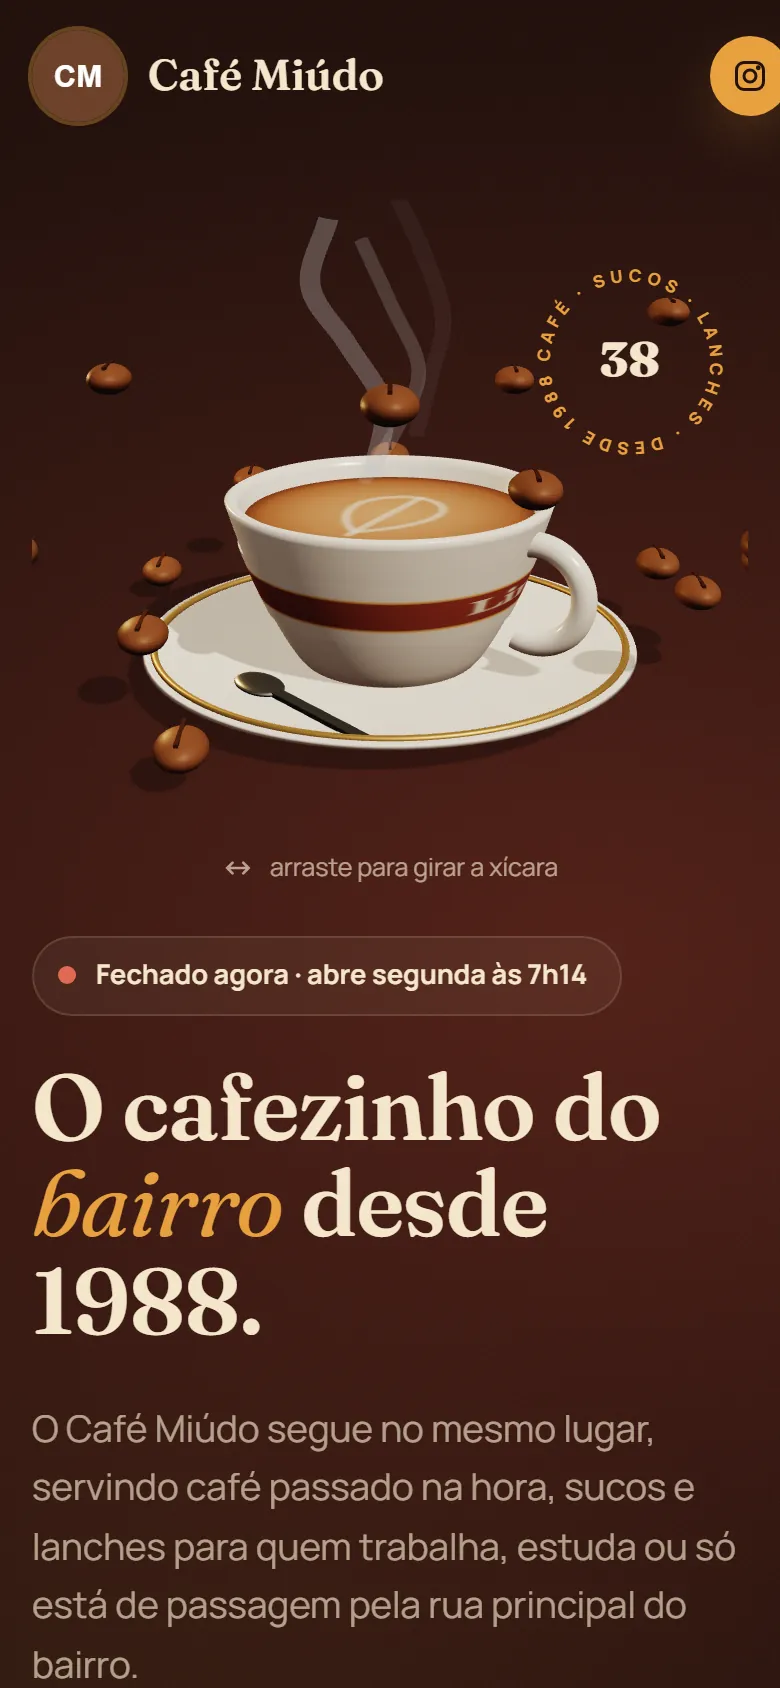 CM
Café Miúdo
CAFÉ · SUCOS · LANCHES · DESDE 1988
38
arraste para girar a xícara
Fechado agora · abre segunda às 7h14
O cafezinho do
bairro desde
1988.
O Café Miúdo segue no mesmo lugar,
servindo café passado na hora, sucos e
lanches para quem trabalha, estuda ou só
está de passagem pela rua principal do
bairro.